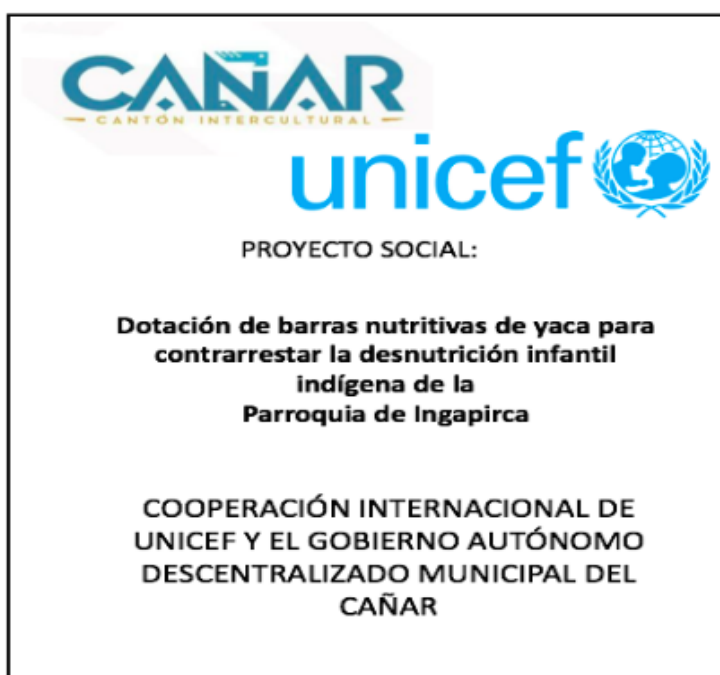 CAÑAR
CANTÓN INTERCULTURAL
unicef
PROYECTO SOCIAL:
Dotación de barras nutritivas de yaca para
contrarrestar la desnutrición infantil
indígena de la
Parroquia de Ingapirca
COOPERACIÓN INTERNACIONAL DE
UNICEF Y EL GOBIERNO AUTÓNOMO
DESCENTRALIZADO MUNICIPAL DEL
CAÑAR